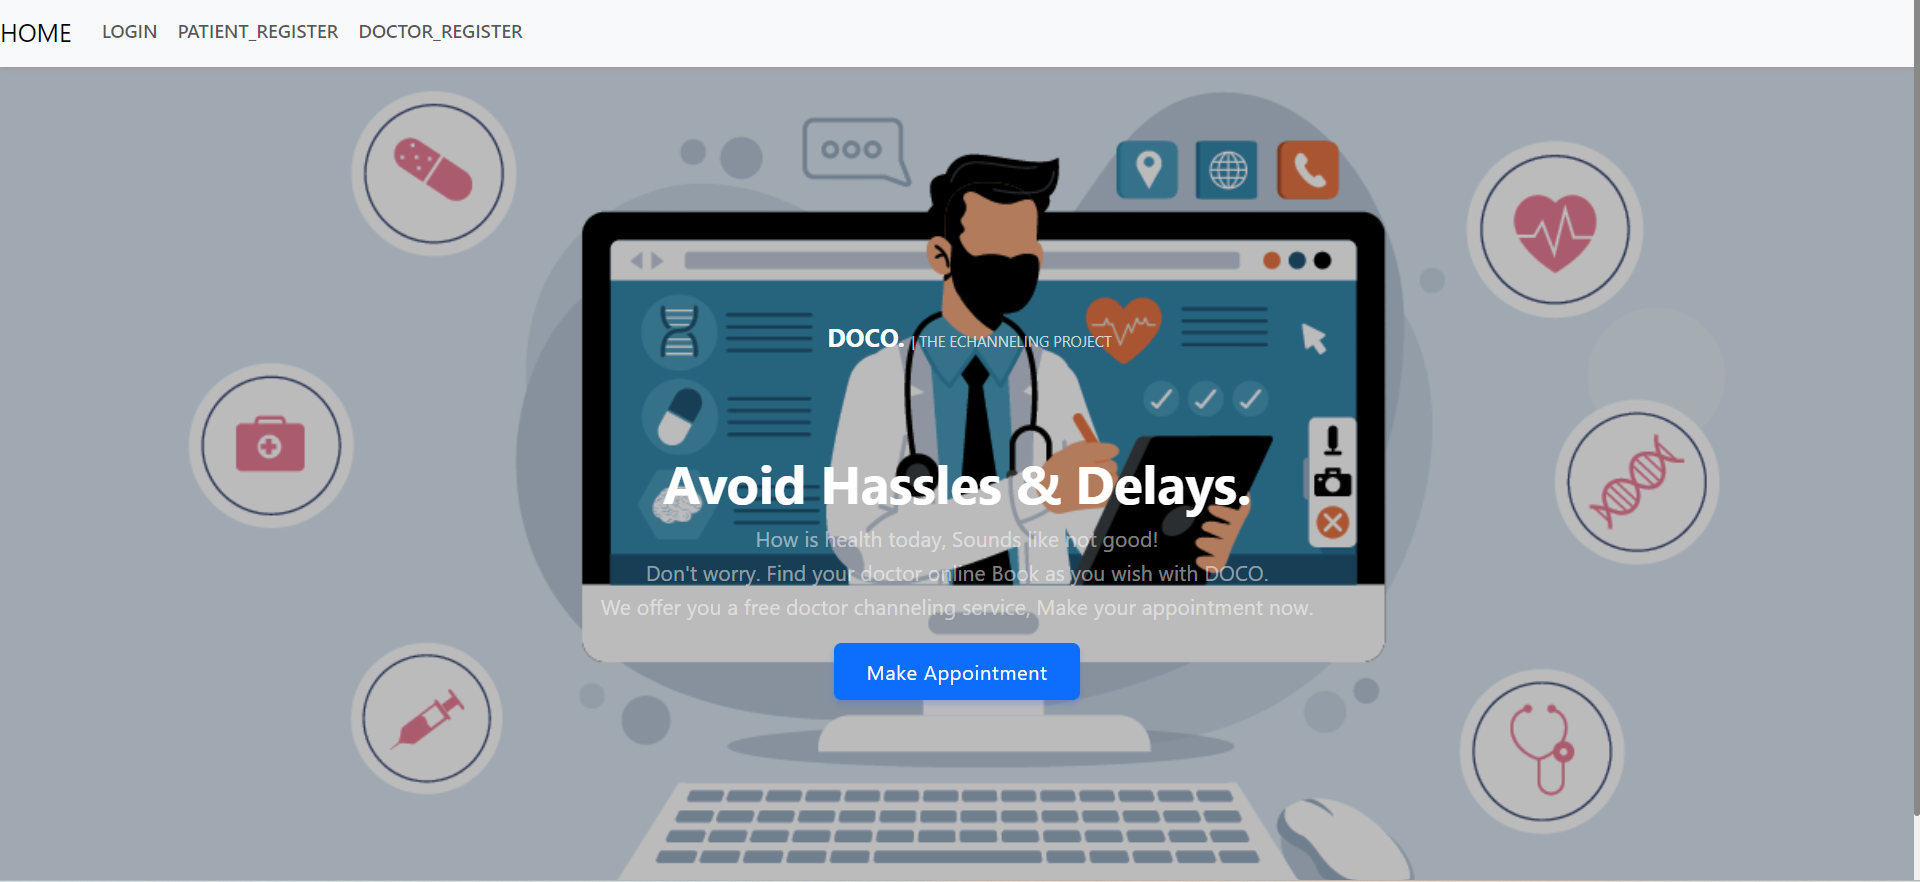 HOME LOGIN PATIENT_REGISTER DOCTOR_REGISTER
DOCO. | THE ECHANNELING PROJECT
Avoid Hassles & Delays.
How is health today, Sounds like not good!
Don't worry. Find your doctor online Book as you wish with DOCO.
We offer you a free doctor channeling service, Make your appointment now.
Make Appointment